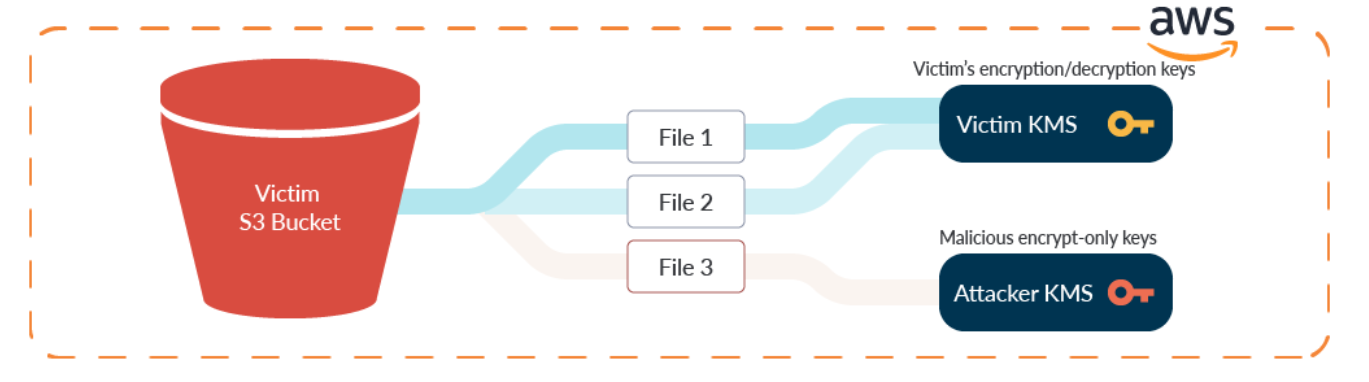 aws
Victim's encryption/decryption keys
Victim KMS
File 1
Victim
S3 Bucket
File 2
Malicious encrypt-only keys
File 3
Attacker KMS